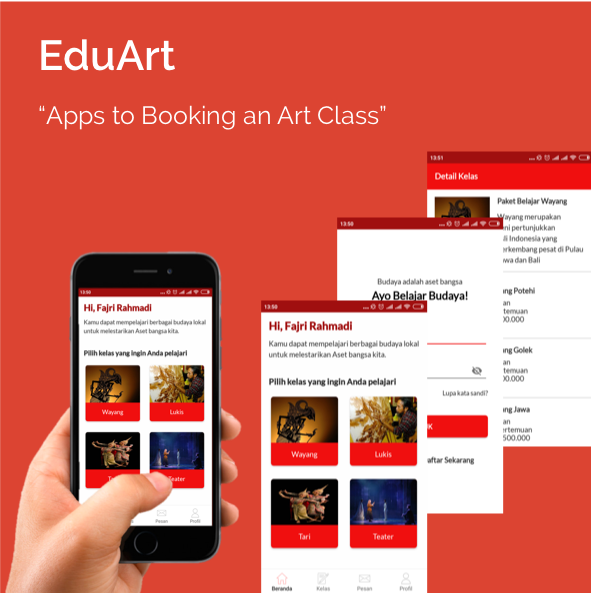 EduArt
“Apps to Booking an Art Class”
13:51
Detail Kelas
Paket Belajar Wayang
Wayang merupakan
ni pertunjukkan
li Indonesia yang
erkembang pesat di Pulau
wa dan Bali
ng Potehi
an
temuan
00.000
ng Golek
an
temuan
00.000
ng Jawa
an
ertemuan
500.000
13:50
Budaya adalah aset bangsa
Ayo Belajar Budaya!
Lupa kata sandi?
K
aftar Sekarang
13:50
Hi, Fajri Rahmadi
Kamu dapat mempelajari berbagai budaya lokal
untuk melestarikan Aset bangsa kita.
Pilih kelas yang ingin Anda pelajari
Wayang
Lukis
Tari
Teater
Beranda
Kelas
Pesan
Profil
13:50
Hi, Fajri Rahmadi
Kamu dapat mempelajari berbagai budaya lokal
untuk melestarikan Aset bangsa kita.
Pilih kelas yang ingin Anda pelajari
Wayang
Lukis
Teater
Pesan
Profil